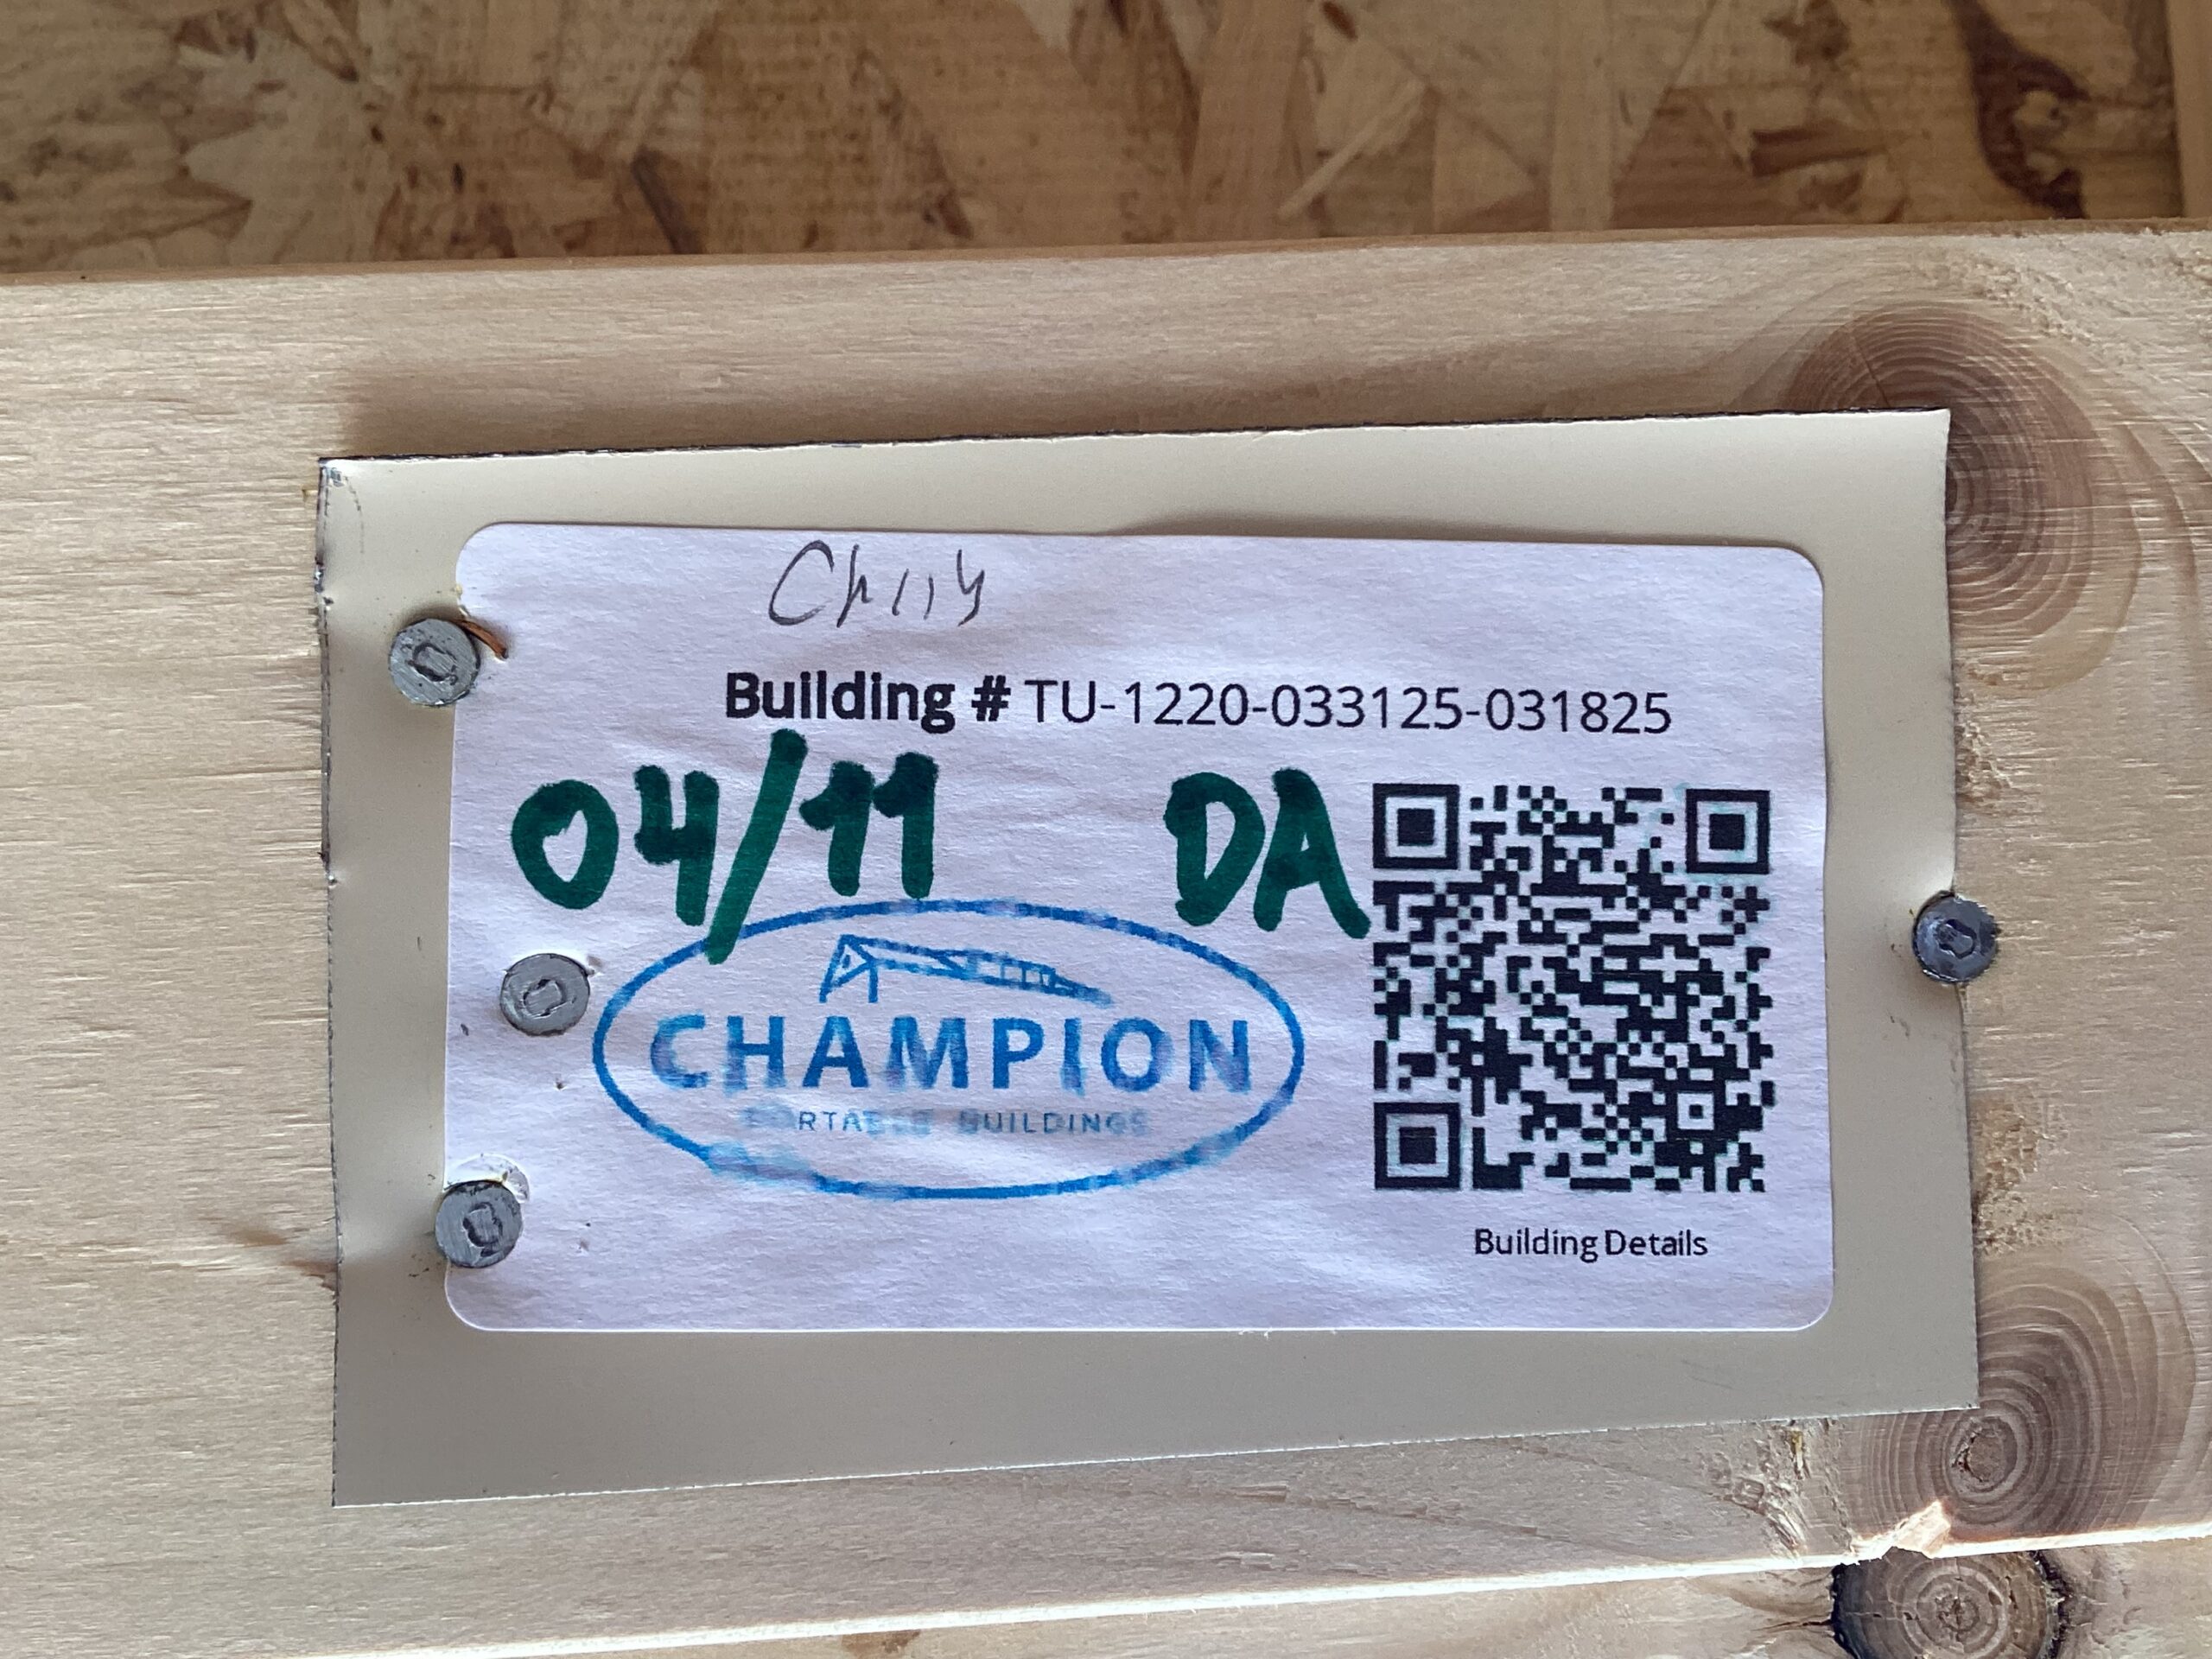 Building # TU-1220-033125-031825
04/11 DA
CHAMPION
PORTABLE BUILDINGS
Building Details